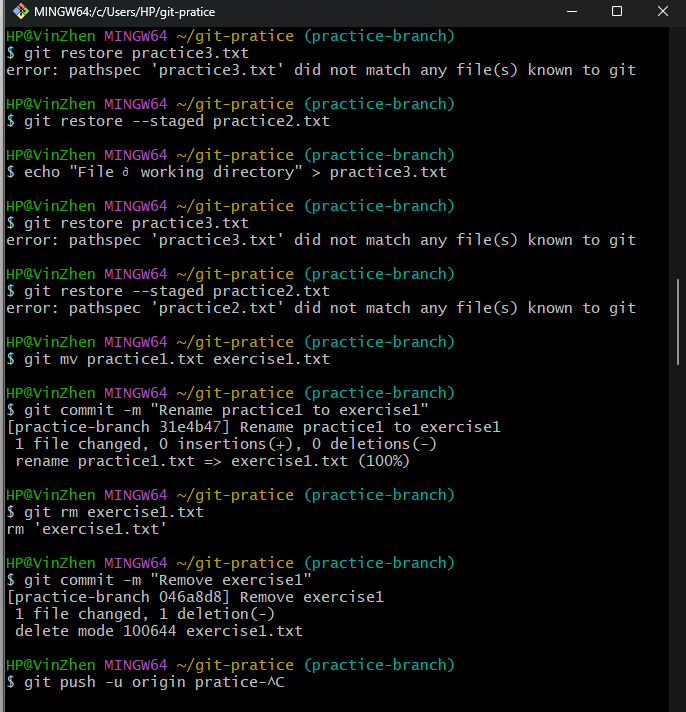 MINGW64:/c/Users/HP/git-pratice
HP@VinZhen MINGW64 ~/git-pratice (practice-branch)
$ git restore practice3.txt
error: pathspec 'practice3.txt' did not match any file(s) known to git
HP@VinZhen MINGW64 ~/git-pratice (practice-branch)
$ git restore --staged practice2.txt
HP@VinZhen MINGW64 ~/git-pratice (practice-branch)
$ echo "File ở working directory" > practice3.txt
HP@VinZhen MINGW64 ~/git-pratice (practice-branch)
$ git restore practice3.txt
error: pathspec 'practice3.txt' did not match any file(s) known to git
HP@VinZhen MINGW64 ~/git-pratice (practice-branch)
$ git restore --staged practice2.txt
error: pathspec 'practice2.txt' did not match any file(s) known to git
HP@VinZhen MINGW64 ~/git-pratice (practice-branch)
$ git mv practice1.txt exercise1.txt
HP@VinZhen MINGW64 ~/git-pratice (practice-branch)
$ git commit -m "Rename practice1 to exercise1"
[practice-branch 31e4b47] Rename practice1 to exercise1
1 file changed, 0 insertions(+), 0 deletions(-)
rename practice1.txt => exercise1.txt (100%)
HP@VinZhen MINGW64 ~/git-pratice (practice-branch)
$ git rm exercise1.txt
rm 'exercise1.txt'
HP@VinZhen MINGW64 ~/git-pratice (practice-branch)
$ git commit -m "Remove exercise1"
[practice-branch 046a8d8] Remove exercise1
1 file changed, 1 deletion(-)
delete mode 100644 exercise1.txt
HP@VinZhen MINGW64 ~/git-pratice (practice-branch)
$ git push -u origin pratice-^C